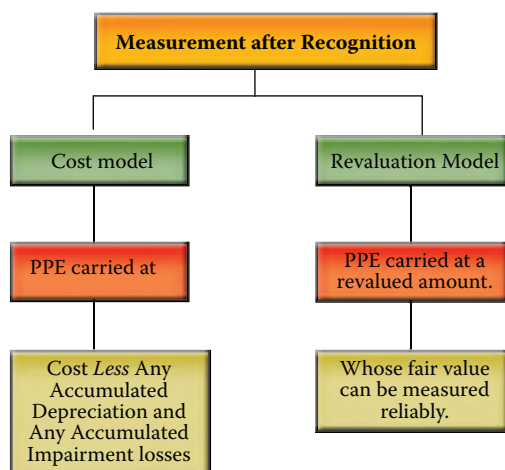 Measurement after Recognition
Cost model
Revaluation Model
PPE carried at
PPE carried at a
revalued amount.
Cost Less Any
Accumulated
Depreciation and
Any Accumulated
Impairment losses
Whose fair value
can be measured
reliably.